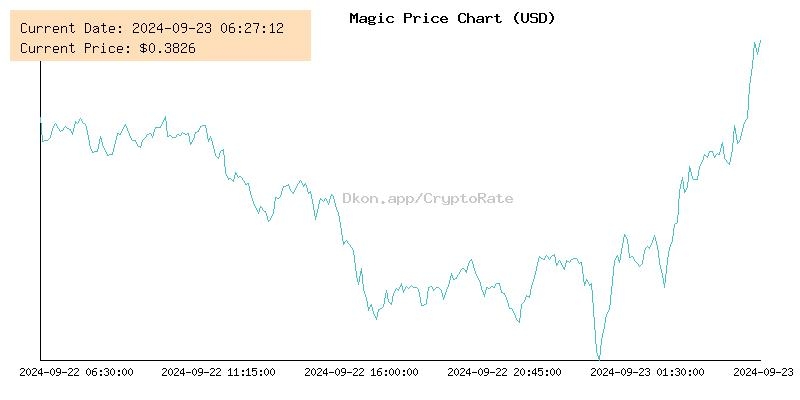 Magic Price Chart (USD)
Current Date: 2024-09-23 06:27:12
Current Price: $0.3826
Dkon.app/CryptoRate
2024-09-22 06:30:00 2024-09-22 11:15:00 2024-09-22 16:00:00 2024-09-22 20:45:00 2024-09-23 01:30:00 2024-09-23